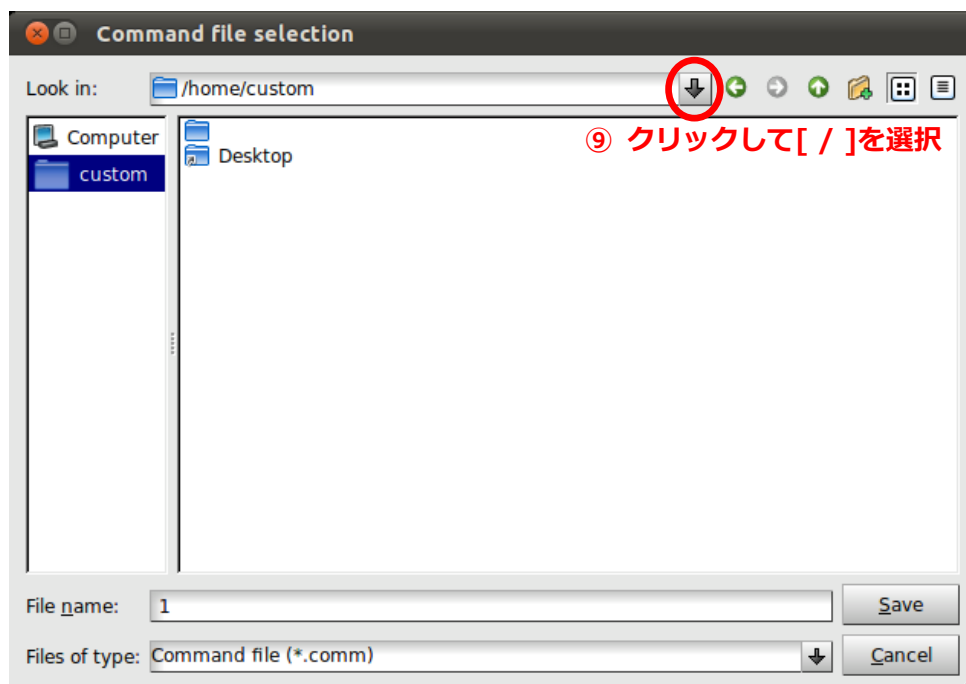 Command file selection
Look in: /home/custom
⑨ クリックして[ / ]を選択
Computer
custom
Desktop
File name: 1 Save
Files of type: Command file (*.comm) Cancel